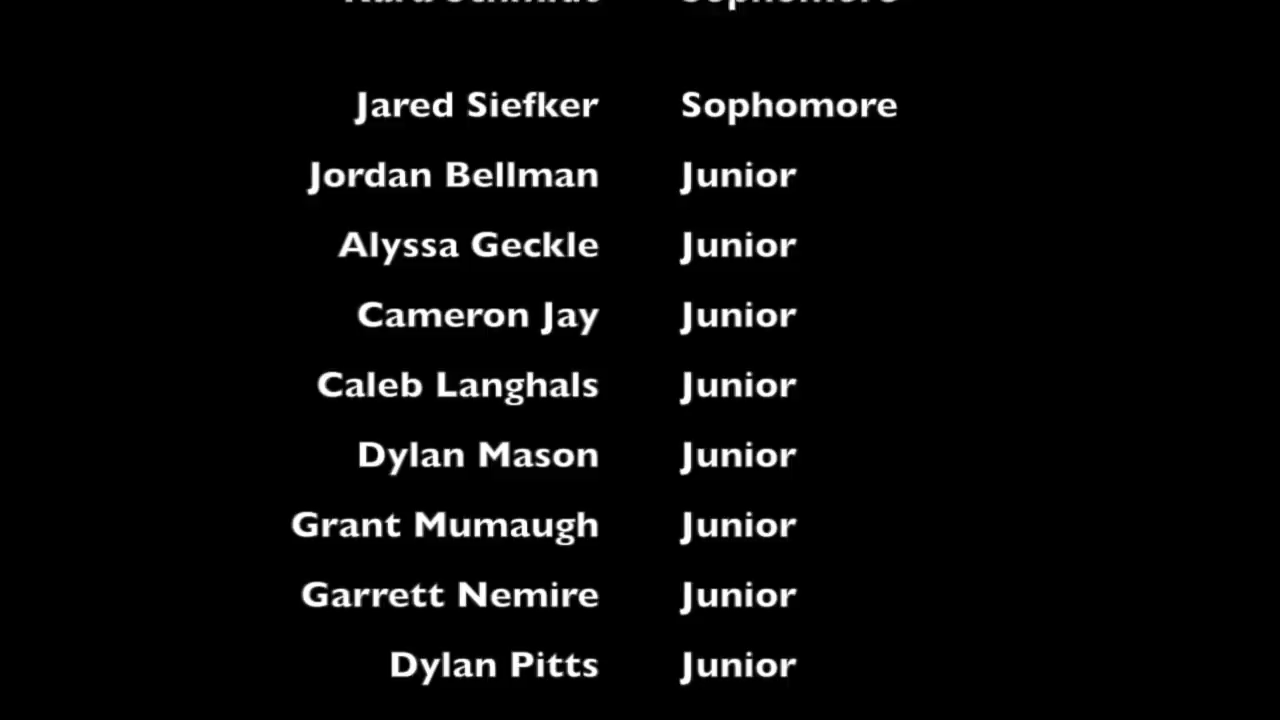 Jared Siefker Sophomore
Jordan Bellman Junior
Alyssa Geckle Junior
Cameron Jay Junior
Caleb Langhals Junior
Dylan Mason Junior
Grant Mumaugh Junior
Garrett Nemire Junior
Dylan Pitts Junior